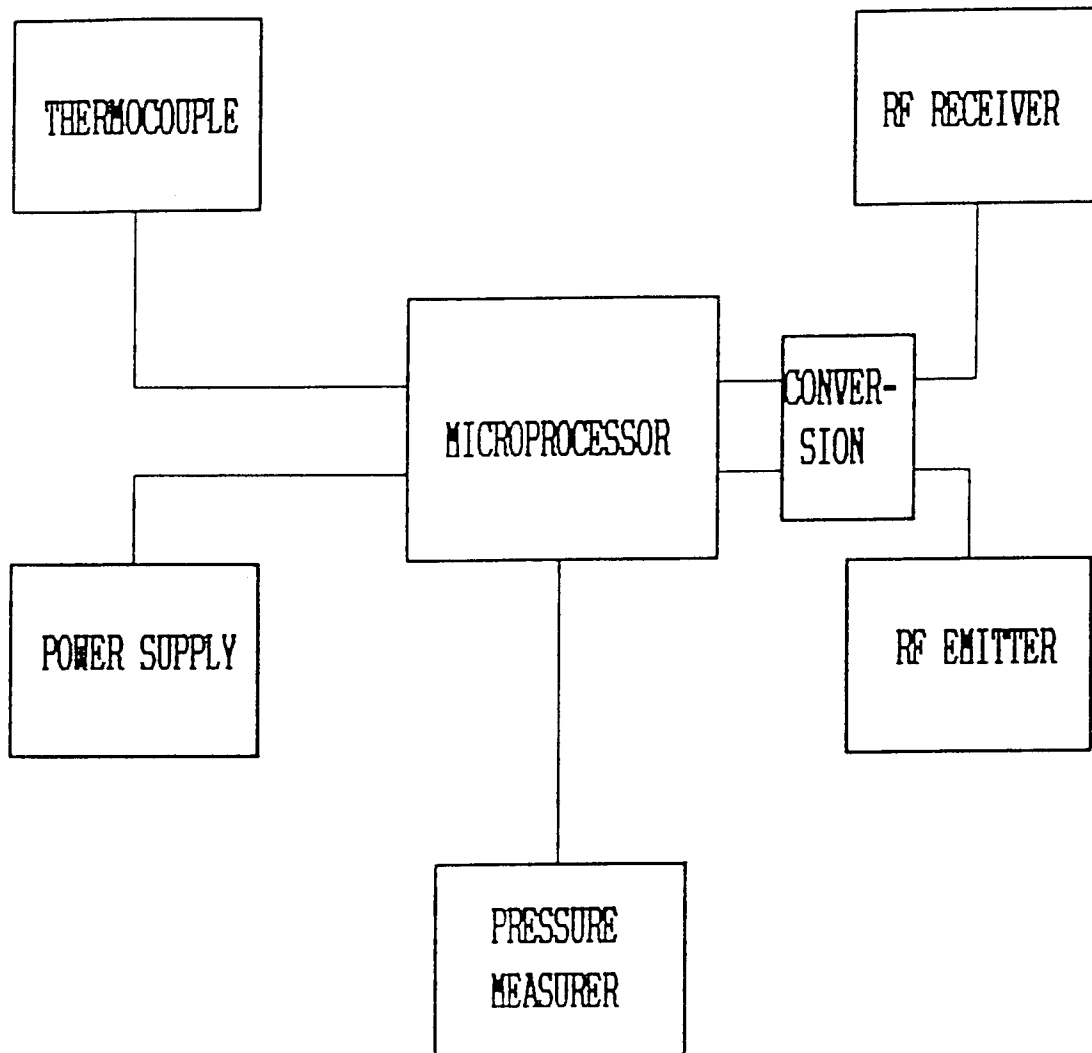 THERMOCOUPLE
RF RECEIVER
MICROPROCESSOR
CONVER-
SION
POWER SUPPLY
RF EMITTER
PRESSURE
MEASURER